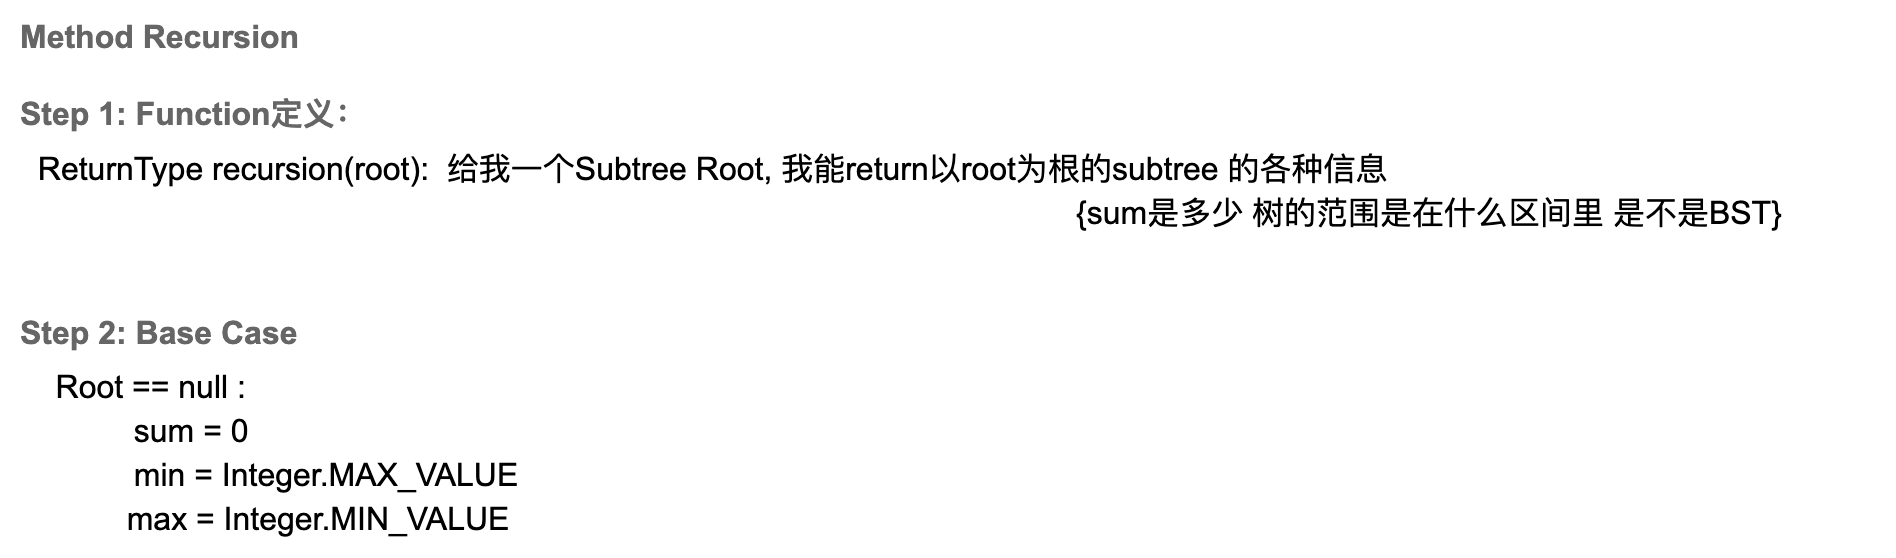 Method Recursion
Step 1: Function定义：
ReturnType recursion(root): 给我一个Subtree Root, 我能return以root为根的subtree 的各种信息
{sum是多少 树的范围是在什么区间里 是不是BST}
Step 2: Base Case
Root == null :
sum = 0
min = Integer.MAX_VALUE
max = Integer.MIN_VALUE